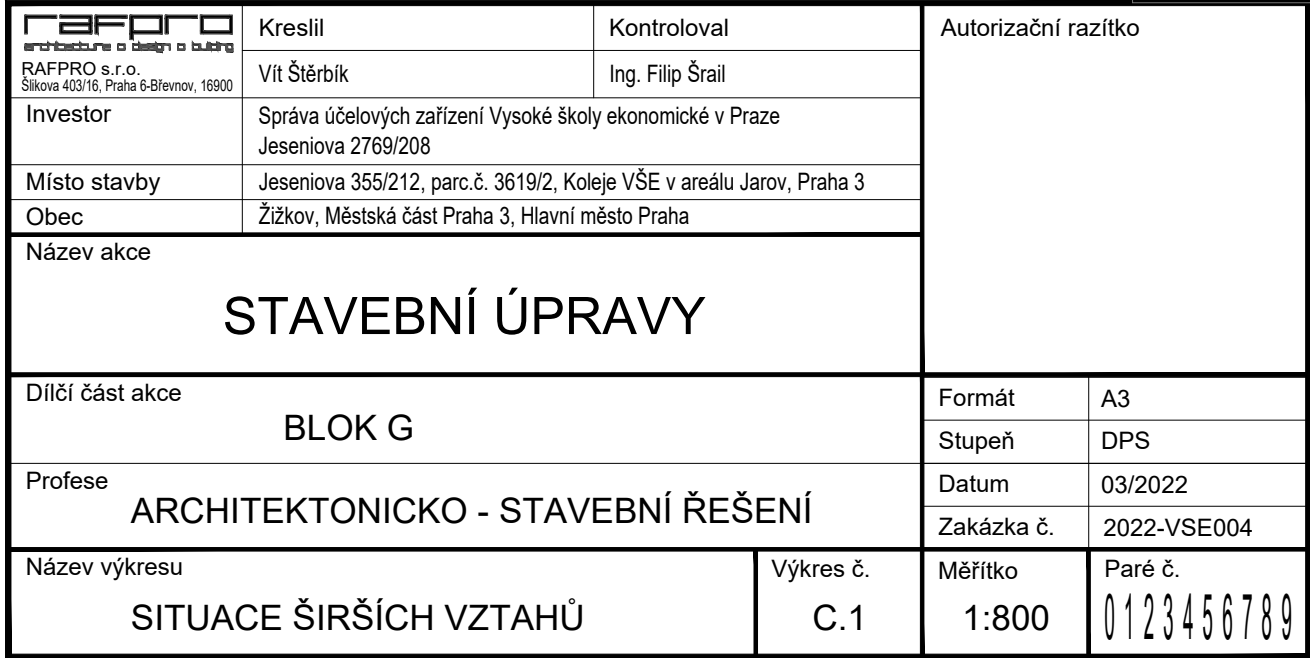 rafpro
architecture o design o building
RAFPRO s.r.o.
Šlikova 403/16, Praha 6-Břevnov, 16900
Kreslil
Kontroloval
Vít Štěrbík
Ing. Filip Šrail
Autorizační razítko
Investor
Správa účelových zařízení Vysoké školy ekonomické v Praze
Jeseniova 2769/208
Místo stavby
Jeseniova 355/212, parc.č. 3619/2, Koleje VŠE v areálu Jarov, Praha 3
Obec
Žižkov, Městská část Praha 3, Hlavní město Praha
Název akce
STAVEBNÍ ÚPRAVY
Dílčí část akce
BLOK G
Formát
A3
Stupeň
DPS
Profese
ARCHITEKTONICKO - STAVEBNÍ ŘEŠENÍ
Datum
03/2022
Zakázka č.
2022-VSE004
Název výkresu
SITUACE ŠIRŠÍCH VZTAHŮ
Výkres č.
C.1
Měřítko
1:800
Paré č.
0123456789